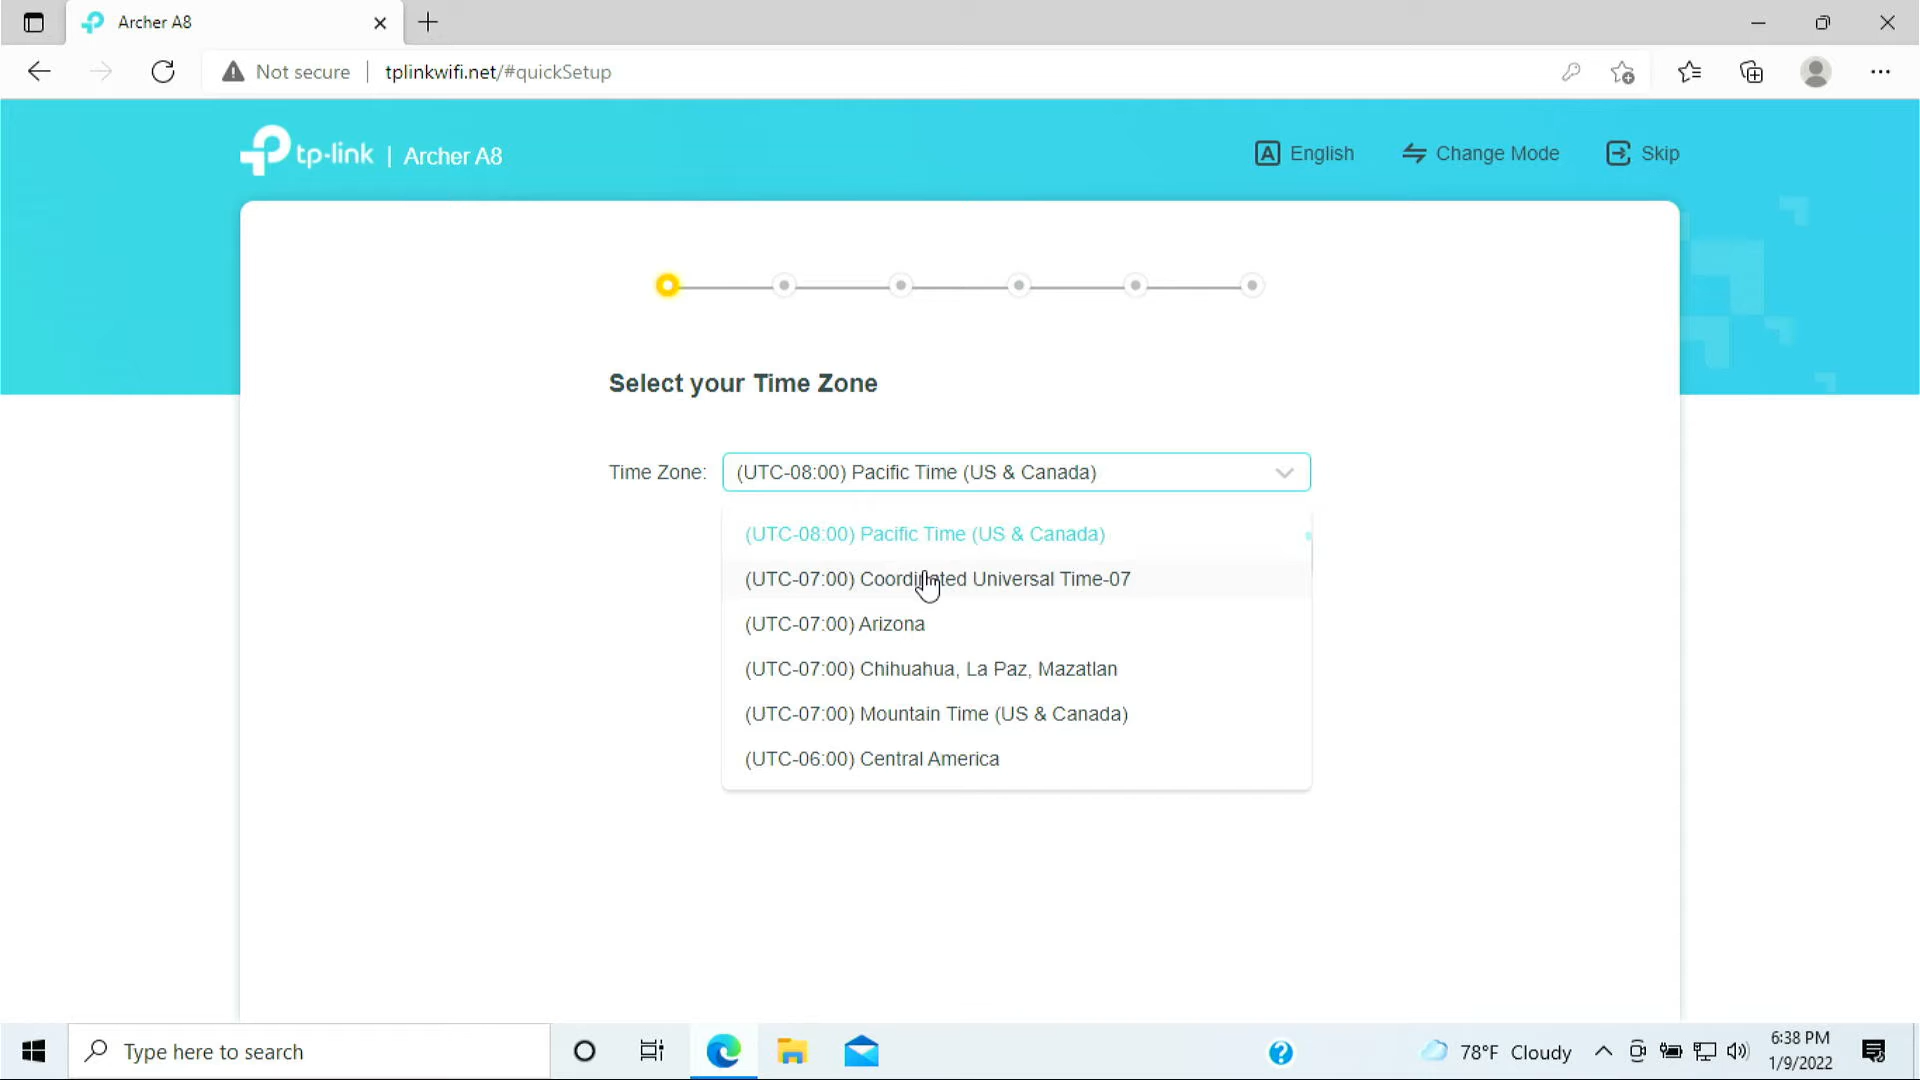 Archer A8
Not secure | tplinkwifi.net/#quickSetup
tp-link | Archer A8
English
Change Mode
Skip
Select your Time Zone
Time Zone: (UTC-08:00) Pacific Time (US & Canada)
(UTC-08:00) Pacific Time (US & Canada)
(UTC-07:00) Coordinated Universal Time-07
(UTC-07:00) Arizona
(UTC-07:00) Chihuahua, La Paz, Mazatlan
(UTC-07:00) Mountain Time (US & Canada)
(UTC-06:00) Central America
Type here to search
78°F Cloudy
6:38 PM
1/9/2022